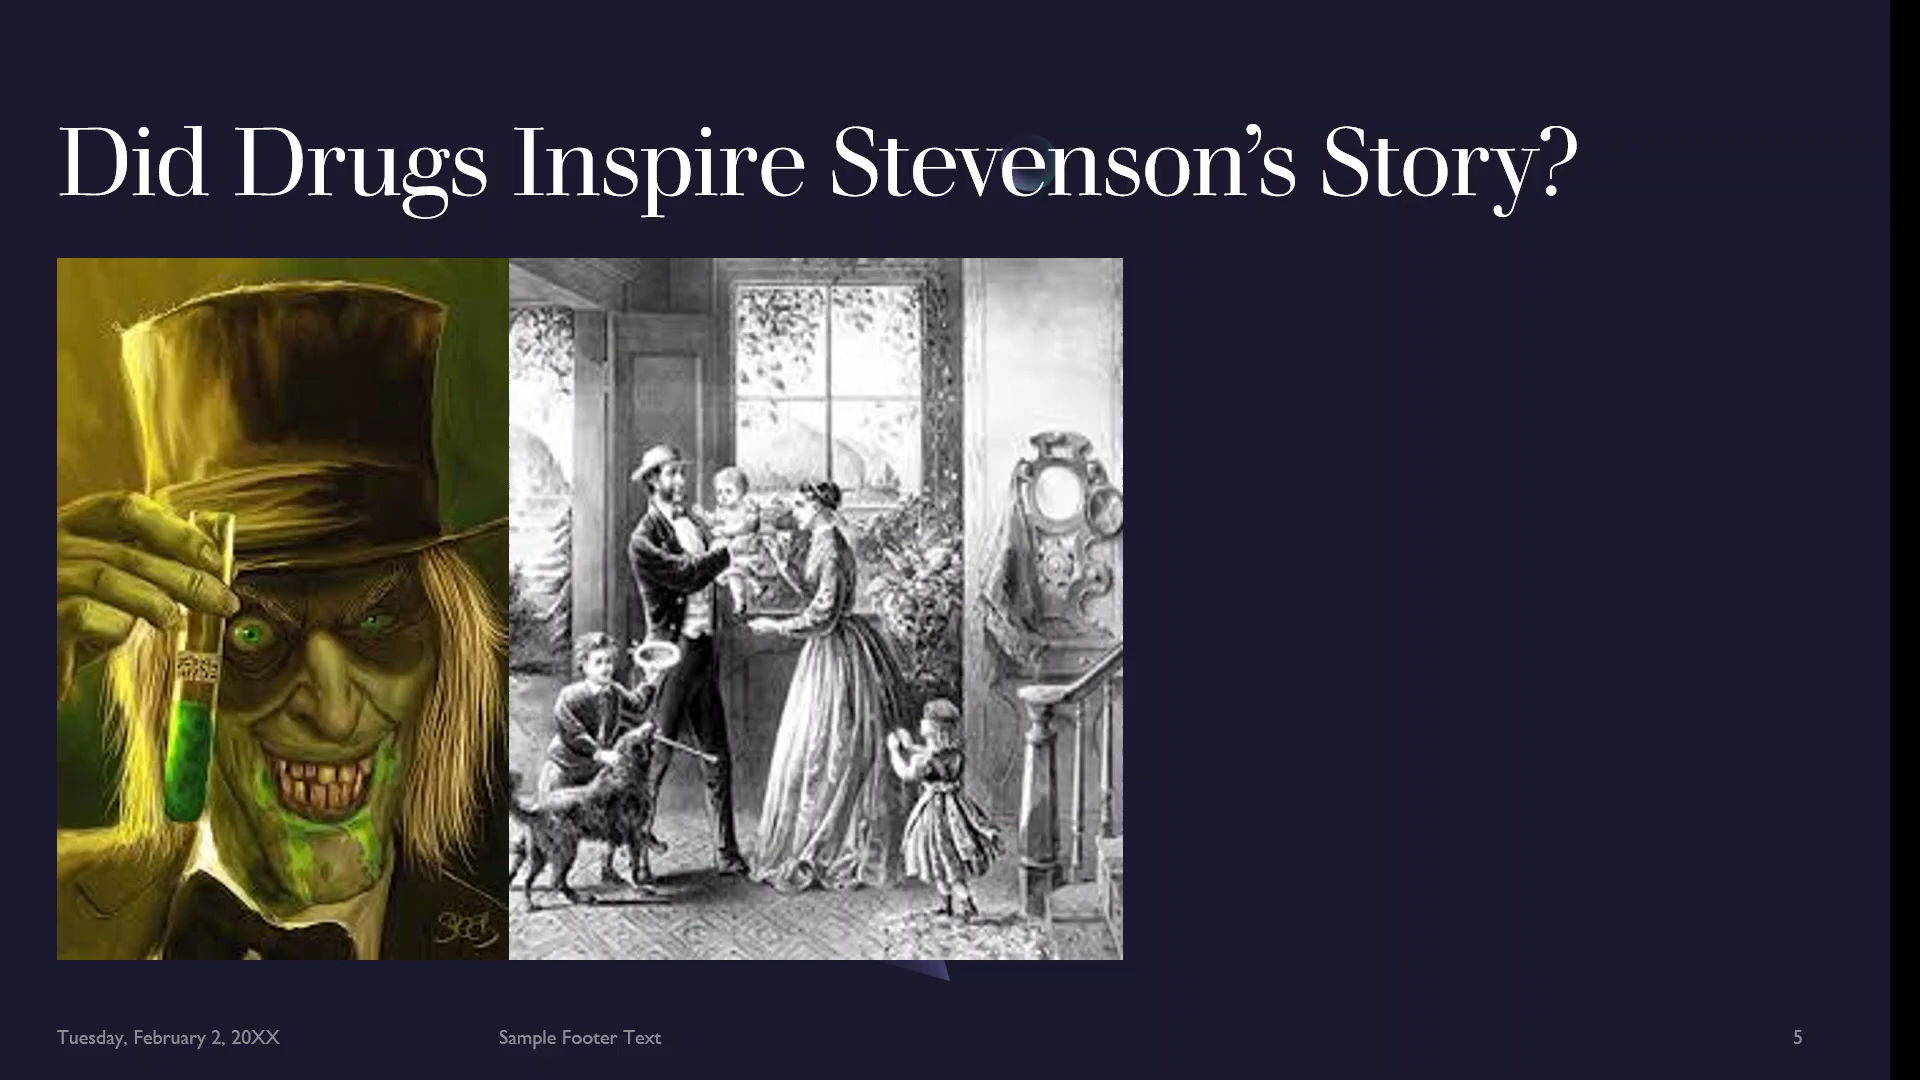 Did Drugs Inspire Stevenson’s Story?
Tuesday, February 2, 20XX
Sample Footer Text
5